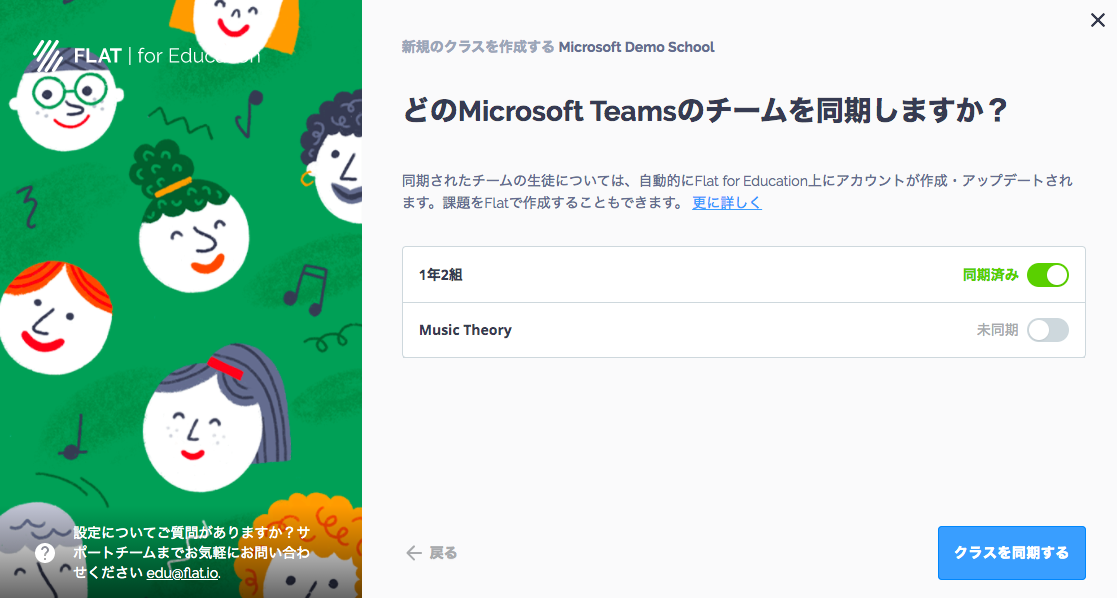 FLAT | for Education
新規のクラスを作成する Microsoft Demo School
どのMicrosoft Teamsのチームを同期しますか？
同期されたチームの生徒については、自動的にFlat for Education上にアカウントが作成・アップデートされ
ます。課題をFlatで作成することもできます。 更に詳しく
1年2組 同期済み
Music Theory 未同期
戻る
クラスを同期する
設定についてご質問がありますか？サ
ポートチームまでお気軽にお問い合わ
せください edu@flat.io.